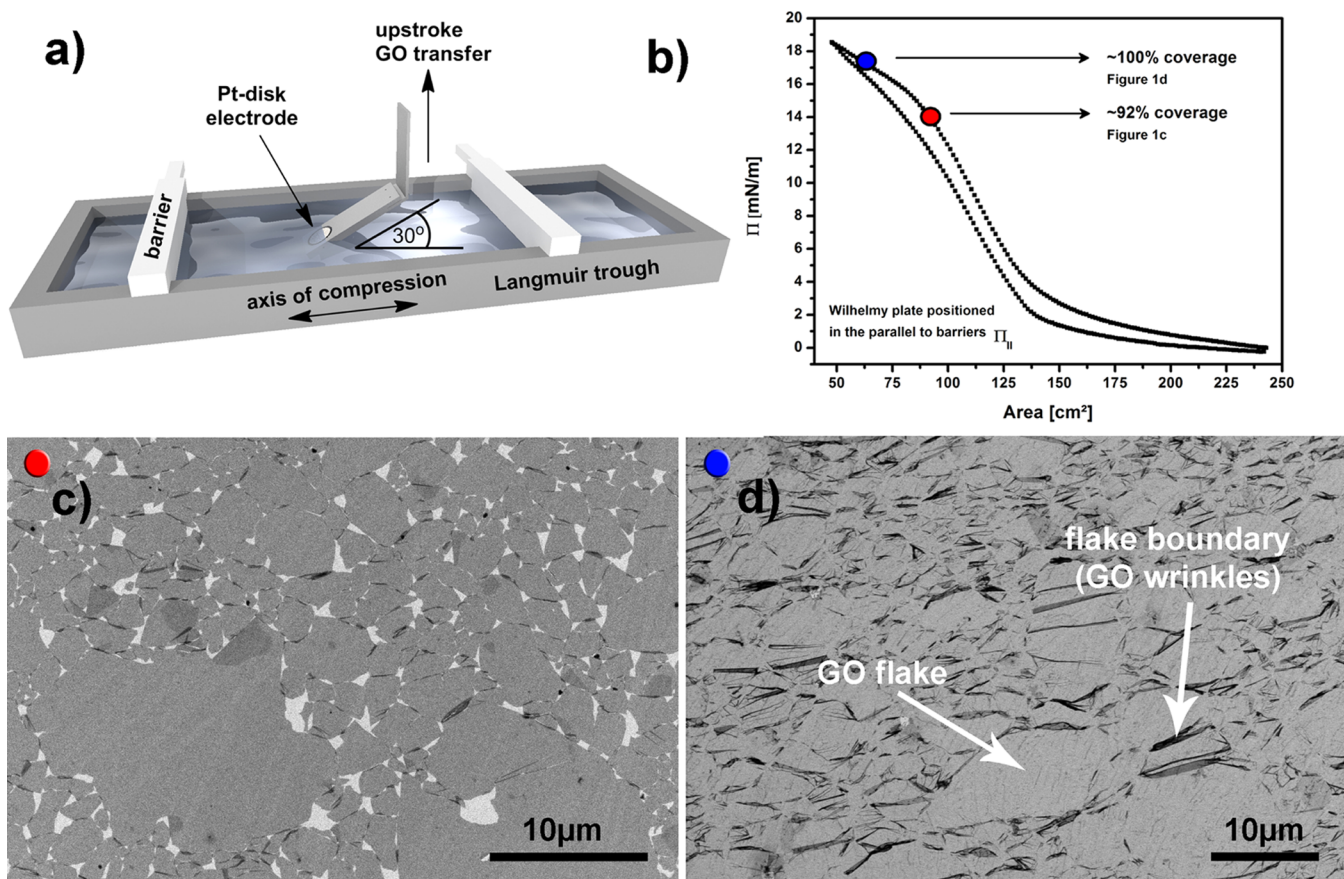 a)
upstroke
GO transfer
Pt-disk
electrode
barrier
30º
axis of compression
Langmuir trough
b)
20
18
16
14
12
10
8
6
4
2
0
Π [mN/m]
~100% coverage
Figure 1d
~92% coverage
Figure 1c
Wilhelmy plate positioned
in the parallel to barriers Π||
50
75
100
125
150
175
200
225
250
Area [cm²]
c)
10µm
d)
flake boundary
(GO wrinkles)
GO flake
10µm